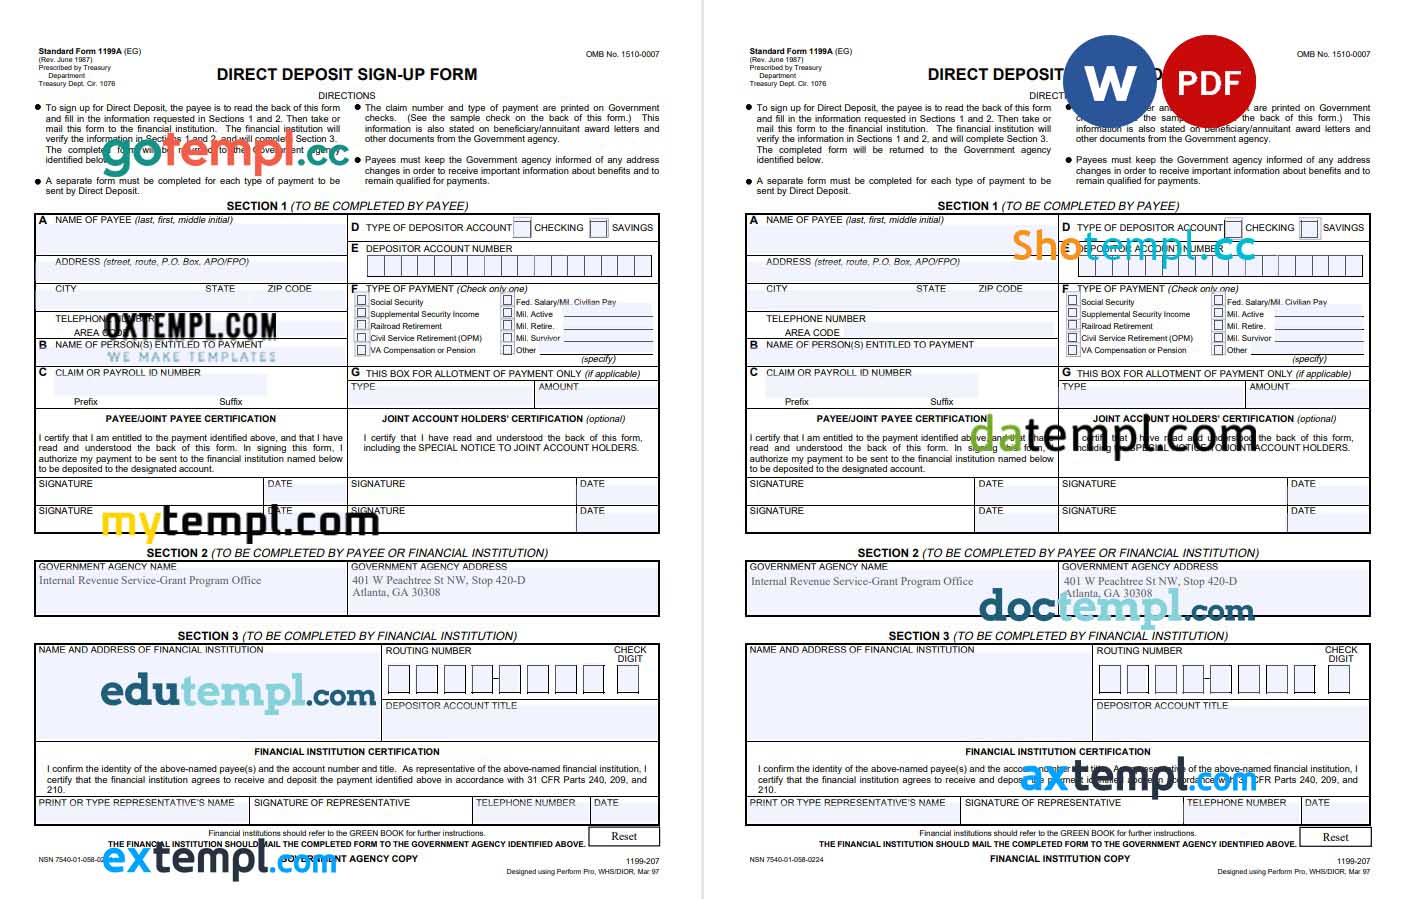 Standard Form 1199A (EG)
(Rev. June 1987)
Prescribed by Treasury
Department
Treasury Dept. Cir. 1076
OMB No. 1510-0007
DIRECT DEPOSIT SIGN-UP FORM
DIRECTIONS
To sign up for Direct Deposit, the payee is to read the back of this form
and fill in the information requested in Sections 1 and 2. Then take or
mail this form to the financial institution. The financial institution will
verify the information in Sections 1 and 2, and will complete Section 3.
The completed form will be returned to the Government agency
identified below.
gotempl.cc
A separate form must be completed for each type of payment to be
sent by Direct Deposit.
The claim number and type of payment are printed on Government
checks. (See the sample check on the back of this form.) This
information is also stated on beneficiary/annuitant award letters and
other documents from the Government agency.
Payees must keep the Government agency informed of any address
changes in order to receive important information about benefits and to
remain qualified for payments.
SECTION 1 (TO BE COMPLETED BY PAYEE)
A NAME OF PAYEE (last, first, middle initial)
ADDRESS (street, route, P.O. Box, APO/FPO)
CITY STATE ZIP CODE
TELEPHONE NUMBER
AREA CODE
OXTEMPL.COM
WE MAKE TEMPLATES
B NAME OF PERSON(S) ENTITLED TO PAYMENT
C CLAIM OR PAYROLL ID NUMBER
Prefix Suffix
D TYPE OF DEPOSITOR ACCOUNT CHECKING SAVINGS
E DEPOSITOR ACCOUNT NUMBER
F TYPE OF PAYMENT (Check only one)
Social Security Fed. Salary/Mil. Civilian Pay
Supplemental Security Income Mil. Active
Railroad Retirement Mil. Retire.
Civil Service Retirement (OPM) Mil. Survivor
VA Compensation or Pension Other
(specify)
G THIS BOX FOR ALLOTMENT OF PAYMENT ONLY (if applicable)
TYPE AMOUNT
PAYEE/JOINT PAYEE CERTIFICATION
I certify that I am entitled to the payment identified above, and that I have
read and understood the back of this form. In signing this form, I
authorize my payment to be sent to the financial institution named below
to be deposited to the designated account.
JOINT ACCOUNT HOLDERS' CERTIFICATION (optional)
I certify that I have read and understood the back of this form,
including the SPECIAL NOTICE TO JOINT ACCOUNT HOLDERS.
SIGNATURE DATE SIGNATURE DATE
SIGNATURE DATE SIGNATURE DATE
mytempl.com
SECTION 2 (TO BE COMPLETED BY PAYEE OR FINANCIAL INSTITUTION)
GOVERNMENT AGENCY NAME
Internal Revenue Service-Grant Program Office
GOVERNMENT AGENCY ADDRESS
401 W Peachtree St NW, Stop 420-D
Atlanta, GA 30308
SECTION 3 (TO BE COMPLETED BY FINANCIAL INSTITUTION)
NAME AND ADDRESS OF FINANCIAL INSTITUTION
edutempl.com
ROUTING NUMBER
CHECK
DIGIT
DEPOSITOR ACCOUNT TITLE
FINANCIAL INSTITUTION CERTIFICATION
I confirm the identity of the above-named payee(s) and the account number and title. As representative of the above-named financial institution, I
certify that the financial institution agrees to receive and deposit the payment identified above in accordance with 31 CFR Parts 240, 209, and
210.
PRINT OR TYPE REPRESENTATIVE'S NAME SIGNATURE OF REPRESENTATIVE TELEPHONE NUMBER DATE
Financial institutions should refer to the GREEN BOOK for further instructions.
THE FINANCIAL INSTITUTION SHOULD MAIL THE COMPLETED FORM TO THE GOVERNMENT AGENCY IDENTIFIED ABOVE.
Reset
NSN 7540-01-058-02
extempl.com
GOVERNMENT AGENCY COPY
1199-207
Designed using Perform Pro, WHS/DIOR, Mar 97
Standard Form 1199A (EG)
(Rev. June 1987)
Prescribed by Treasury
Department
Treasury Dept. Cir. 1076
OMB No. 1510-0007
DIRECT DEPOSIT
W
PDF
To sign up for Direct Deposit, the payee is to read the back of this form
and fill in the information requested in Sections 1 and 2. Then take or
mail this form to the financial institution. The financial institution will
verify the information in Sections 1 and 2, and will complete Section 3.
The completed form will be returned to the Government agency
identified below.
A separate form must be completed for each type of payment to be
sent by Direct Deposit.
are printed on Government
the back of this form.) This
information is also stated on beneficiary/annuitant award letters and
other documents from the Government agency.
Payees must keep the Government agency informed of any address
changes in order to receive important information about benefits and to
remain qualified for payments.
SECTION 1 (TO BE COMPLETED BY PAYEE)
A NAME OF PAYEE (last, first, middle initial)
ADDRESS (street, route, P.O. Box, APO/FPO)
CITY STATE ZIP CODE
TELEPHONE NUMBER
AREA CODE
B NAME OF PERSON(S) ENTITLED TO PAYMENT
C CLAIM OR PAYROLL ID NUMBER
Prefix Suffix
D TYPE OF DEPOSITOR ACCOUNT CHECKING SAVINGS
Shotempl.cc
E DEPOSITOR ACCOUNT NUMBER
F TYPE OF PAYMENT (Check only one)
Social Security Fed. Salary/Mil. Civilian Pay
Supplemental Security Income Mil. Active
Railroad Retirement Mil. Retire.
Civil Service Retirement (OPM) Mil. Survivor
VA Compensation or Pension Other
(specify)
G THIS BOX FOR ALLOTMENT OF PAYMENT ONLY (if applicable)
TYPE AMOUNT
PAYEE/JOINT PAYEE CERTIFICATION
I certify that I am entitled to the payment identified above, and that I have
read and understood the back of this form. In signing this form, I
authorize my payment to be sent to the financial institution named below
to be deposited to the designated account.
datempl.com
JOINT ACCOUNT HOLDERS' CERTIFICATION (optional)
I certify that I have read and understood the back of this form,
including the SPECIAL NOTICE TO JOINT ACCOUNT HOLDERS.
SIGNATURE DATE SIGNATURE DATE
SIGNATURE DATE SIGNATURE DATE
SECTION 2 (TO BE COMPLETED BY PAYEE OR FINANCIAL INSTITUTION)
GOVERNMENT AGENCY NAME
Internal Revenue Service-Grant Program Office
GOVERNMENT AGENCY ADDRESS
401 W Peachtree St NW, Stop 420-D
Atlanta, GA 30308
doctempl.com
SECTION 3 (TO BE COMPLETED BY FINANCIAL INSTITUTION)
NAME AND ADDRESS OF FINANCIAL INSTITUTION
ROUTING NUMBER
CHECK
DIGIT
DEPOSITOR ACCOUNT TITLE
FINANCIAL INSTITUTION CERTIFICATION
I confirm the identity of the above-named payee(s) and the account number and title. As representative of the above-named financial institution, I
certify that the financial institution agrees to receive and deposit the payment identified above in accordance with 31 CFR Parts 240, 209, and
210.
axtempl.com
PRINT OR TYPE REPRESENTATIVE'S NAME SIGNATURE OF REPRESENTATIVE TELEPHONE NUMBER DATE
Financial institutions should refer to the GREEN BOOK for further instructions.
THE FINANCIAL INSTITUTION SHOULD MAIL THE COMPLETED FORM TO THE GOVERNMENT AGENCY IDENTIFIED ABOVE.
Reset
NSN 7540-01-058-0224
FINANCIAL INSTITUTION COPY
1199-207
Designed using Perform Pro, WHS/DIOR, Mar 97